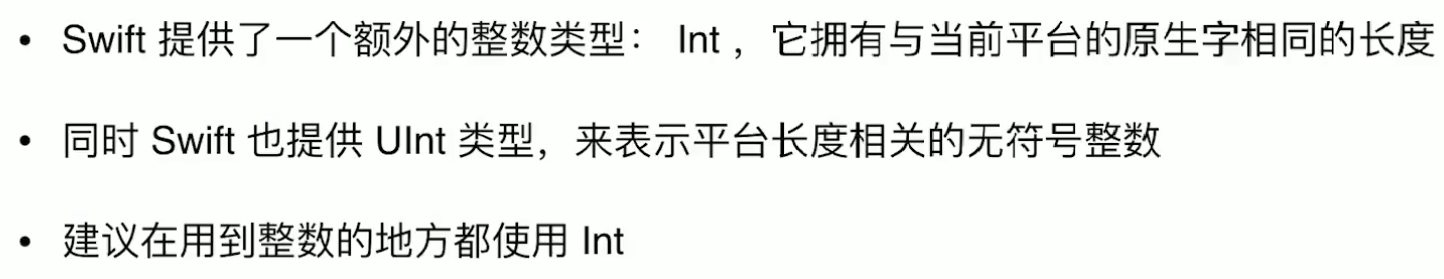 • Swift 提供了一个额外的整数类型： Int ，它拥有与当前平台的原生字相同的长度
• 同时 Swift 也提供 UInt 类型，来表示平台长度相关的无符号整数
• 建议在用到整数的地方都使用 Int